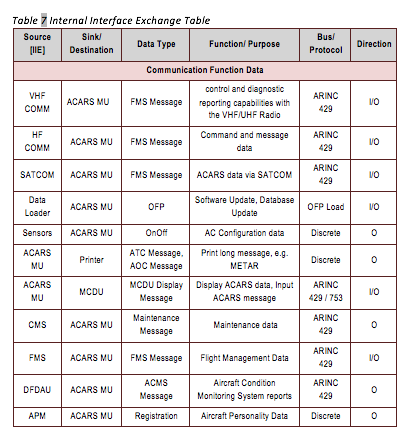 Table 7 Internal Interface Exchange Table
Source [IIE] Sink/ Destination Data Type Function/ Purpose Bus/ Protocol Direction
Communication Function Data
VHF COMM ACARS MU FMS Message control and diagnostic reporting capabilities with the VHF/UHF Radio ARINC 429 I/O
HF COMM ACARS MU FMS Message Command and message data ARINC 429 I/O
SATCOM ACARS MU FMS Message ACARS data via SATCOM ARINC 429 I/O
Data Loader ACARS MU OFP Software Update, Database Update OFP Load I/O
Sensors ACARS MU OnOff AC Configuration data Discrete O
ACARS MU Printer ATC Message, AOC Message Print long message, e.g. METAR Discrete O
ACARS MU MCDU MCDU Display Message Display ACARS data, Input ACARS message ARINC 429 / 753 I/O
CMS ACARS MU Maintenance Message Maintenance data ARINC 429 O
FMS ACARS MU FMS Message Flight Management Data ARINC 429 I/O
DFDAU ACARS MU ACMS Message Aircraft Condition Monitoring System reports ARINC 429 O
APM ACARS MU Registration Aircraft Personality Data Discrete O